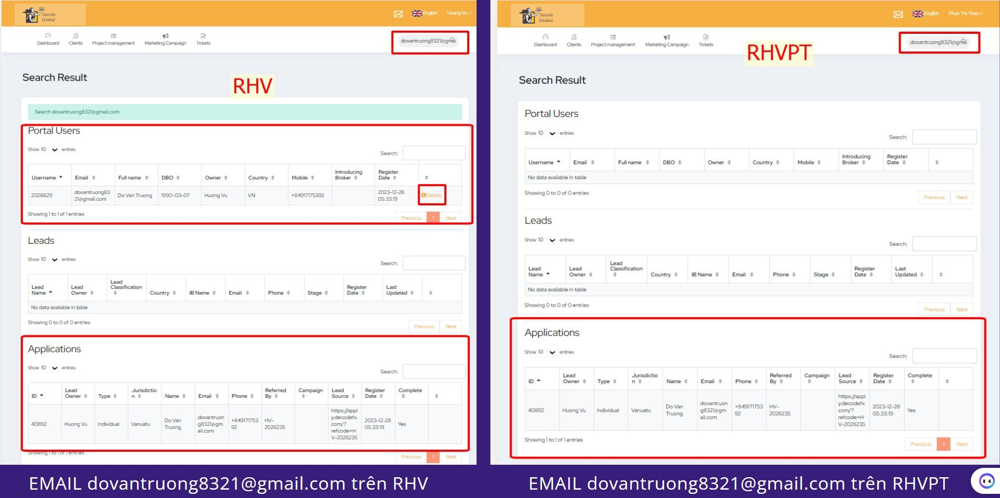 Decode
Global
English
Huong Vu
Dashboard
Clients
Project management
Marketing Campaign
Tickets
dovantruong8321@gmai
Search Result
RHV
Search dovantruong8321@gmail.com
Portal Users
Show 10 entries
Search:
Username Email Full name DBO Owner Country Mobile Introducing Broker Register Date
2026829 dovantruong8321@gmail.com Do Van Truong 1990-03-07 Huong Vu VN +84917175392 2023-12-28 05:33:19 Details
Showing 1 to 1 of 1 entries
Previous 1 Next
Leads
Show 10 entries
Search:
Lead Name Lead Owner Lead Classification Country IB Name Email Phone Stage Register Date Last Updated
No data available in table
Showing 0 to 0 of 0 entries
Previous Next
Applications
Show 10 entries
Search:
ID Lead Owner Type Jurisdiction Name Email Phone Referred By Campaign Lead Source Register Date Complete
40892 Huong Vu Individual Vanuatu Do Van Truong dovantruong8321@gmail.com +84917175392 HV-2026235 https://apply.decodefx.com/?refcode=HV-2026235 2023-12-28 05:33:19 Yes
Showing 1 to 1 of 1 entries
Previous 1 Next
EMAIL dovantruong8321@gmail.com trên RHV
Decode
Global
English
Phan Thi Theu
Dashboard
Clients
Project management
Marketing Campaign
Tickets
dovantruong8321@gmai
RHVPT
Search Result
Portal Users
Show 10 entries
Search:
Username Email Full name DBO Owner Country Mobile Introducing Broker Register Date
No data available in table
Showing 0 to 0 of 0 entries
Previous Next
Leads
Show 10 entries
Search:
Lead Name Lead Owner Lead Classification Country IB Name Email Phone Stage Register Date Last Updated
No data available in table
Showing 0 to 0 of 0 entries
Previous Next
Applications
Show 10 entries
Search:
ID Lead Owner Type Jurisdiction Name Email Phone Referred By Campaign Lead Source Register Date Complete
40892 Huong Vu Individual Vanuatu Do Van Truong dovantruong8321@gmail.com +84917175392 HV-2026235 https://apply.decodefx.com/?refcode=HV-2026235 2023-12-28 05:33:19 Yes
Showing 1 to 1 of 1 entries
Previous 1 Next
EMAIL dovantruong8321@gmail.com trên RHVPT